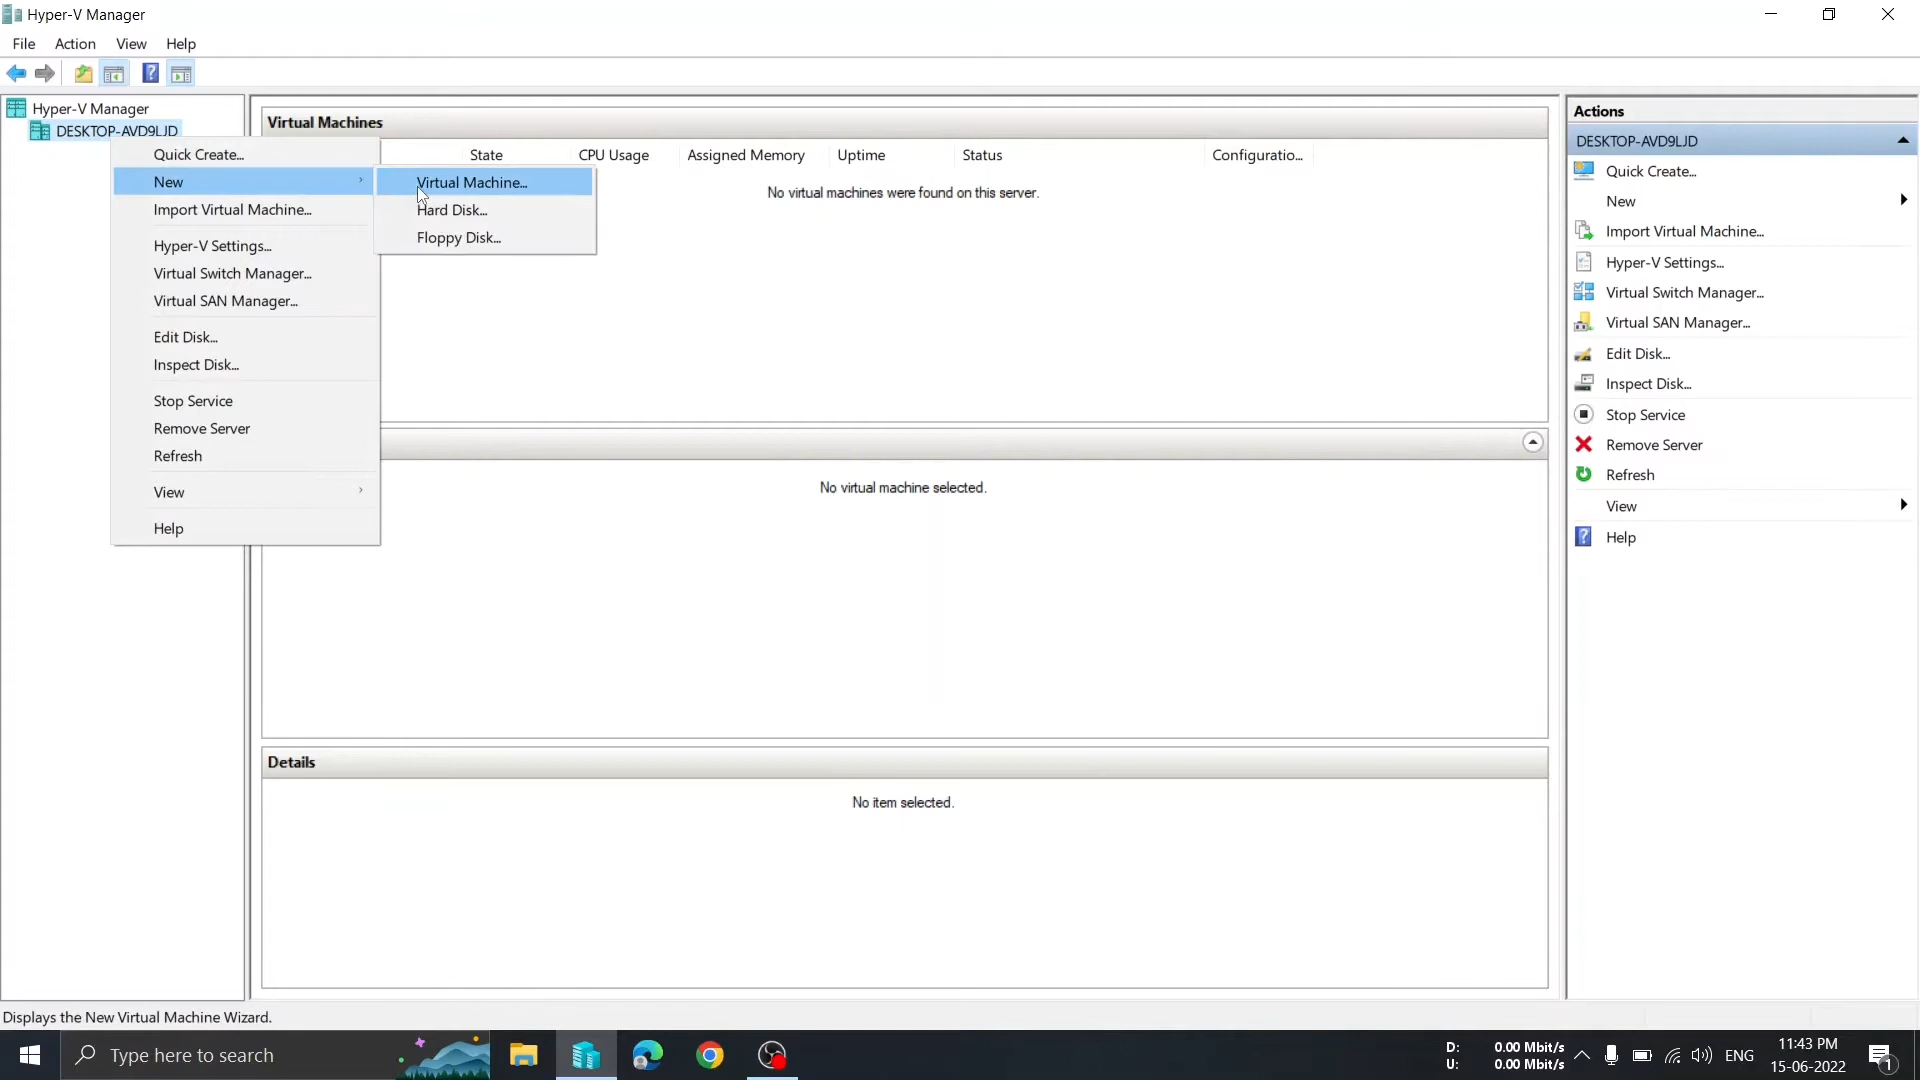 Hyper-V Manager
File Action View Help
Hyper-V Manager
DESKTOP-AVD9LJD
Quick Create...
New
Import Virtual Machine...
Hyper-V Settings...
Virtual Switch Manager...
Virtual SAN Manager...
Edit Disk...
Inspect Disk...
Stop Service
Remove Server
Refresh
View
Help
Virtual Machine...
Hard Disk...
Floppy Disk...
Virtual Machines
State CPU Usage Assigned Memory Uptime Status Configuratio...
No virtual machines were found on this server.
No virtual machine selected.
Details
No item selected.
Actions
DESKTOP-AVD9LJD
Quick Create...
New
Import Virtual Machine...
Hyper-V Settings...
Virtual Switch Manager...
Virtual SAN Manager...
Edit Disk...
Inspect Disk...
Stop Service
Remove Server
Refresh
View
Help
Displays the New Virtual Machine Wizard.
Type here to search
D: 0.00 Mbit/s
U: 0.00 Mbit/s
ENG
11:43 PM
15-06-2022
1